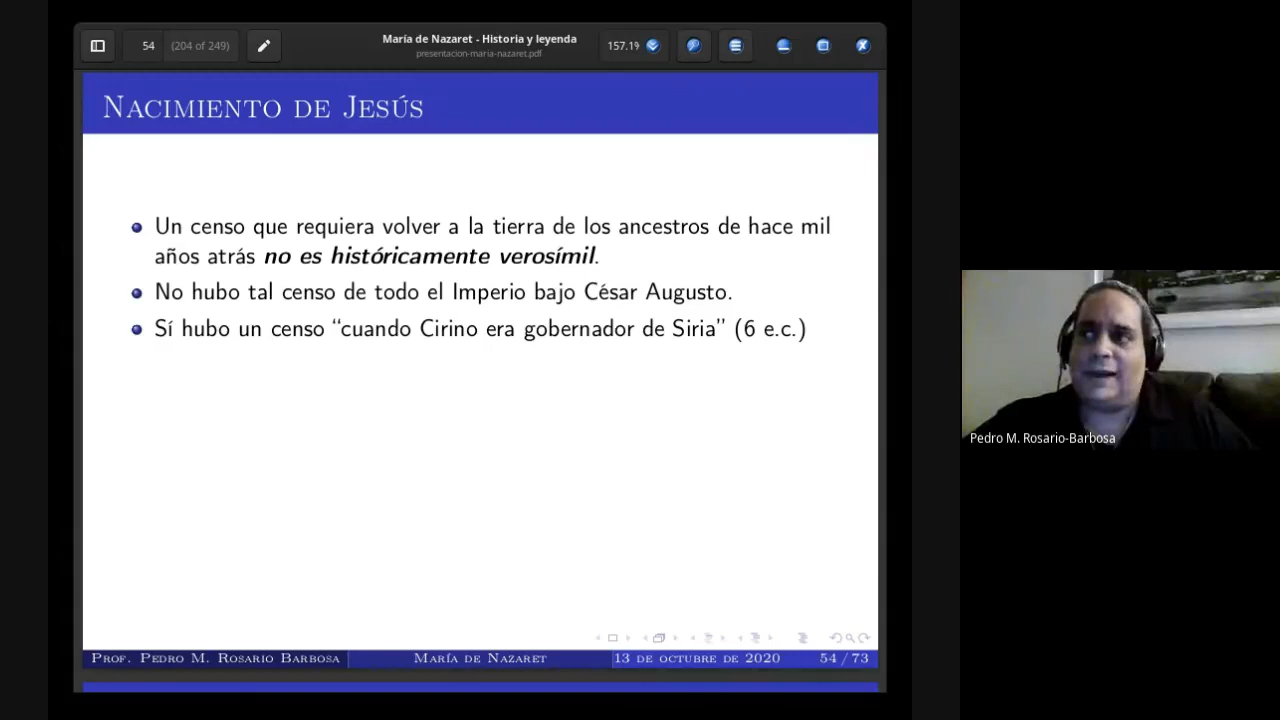 54 (204 of 249)
María de Nazaret - Historia y leyenda
presentacion-maria-nazaret.pdf
157.19
Nacimiento de Jesús
Un censo que requiera volver a la tierra de los ancestros de hace mil
años atrás no es históricamente verosímil.
No hubo tal censo de todo el Imperio bajo César Augusto.
Sí hubo un censo “cuando Cirino era gobernador de Siria” (6 e.c.)
Pedro M. Rosario-Barbosa
Prof. Pedro M. Rosario Barbosa María de Nazaret 13 de octubre de 2020 54 / 73